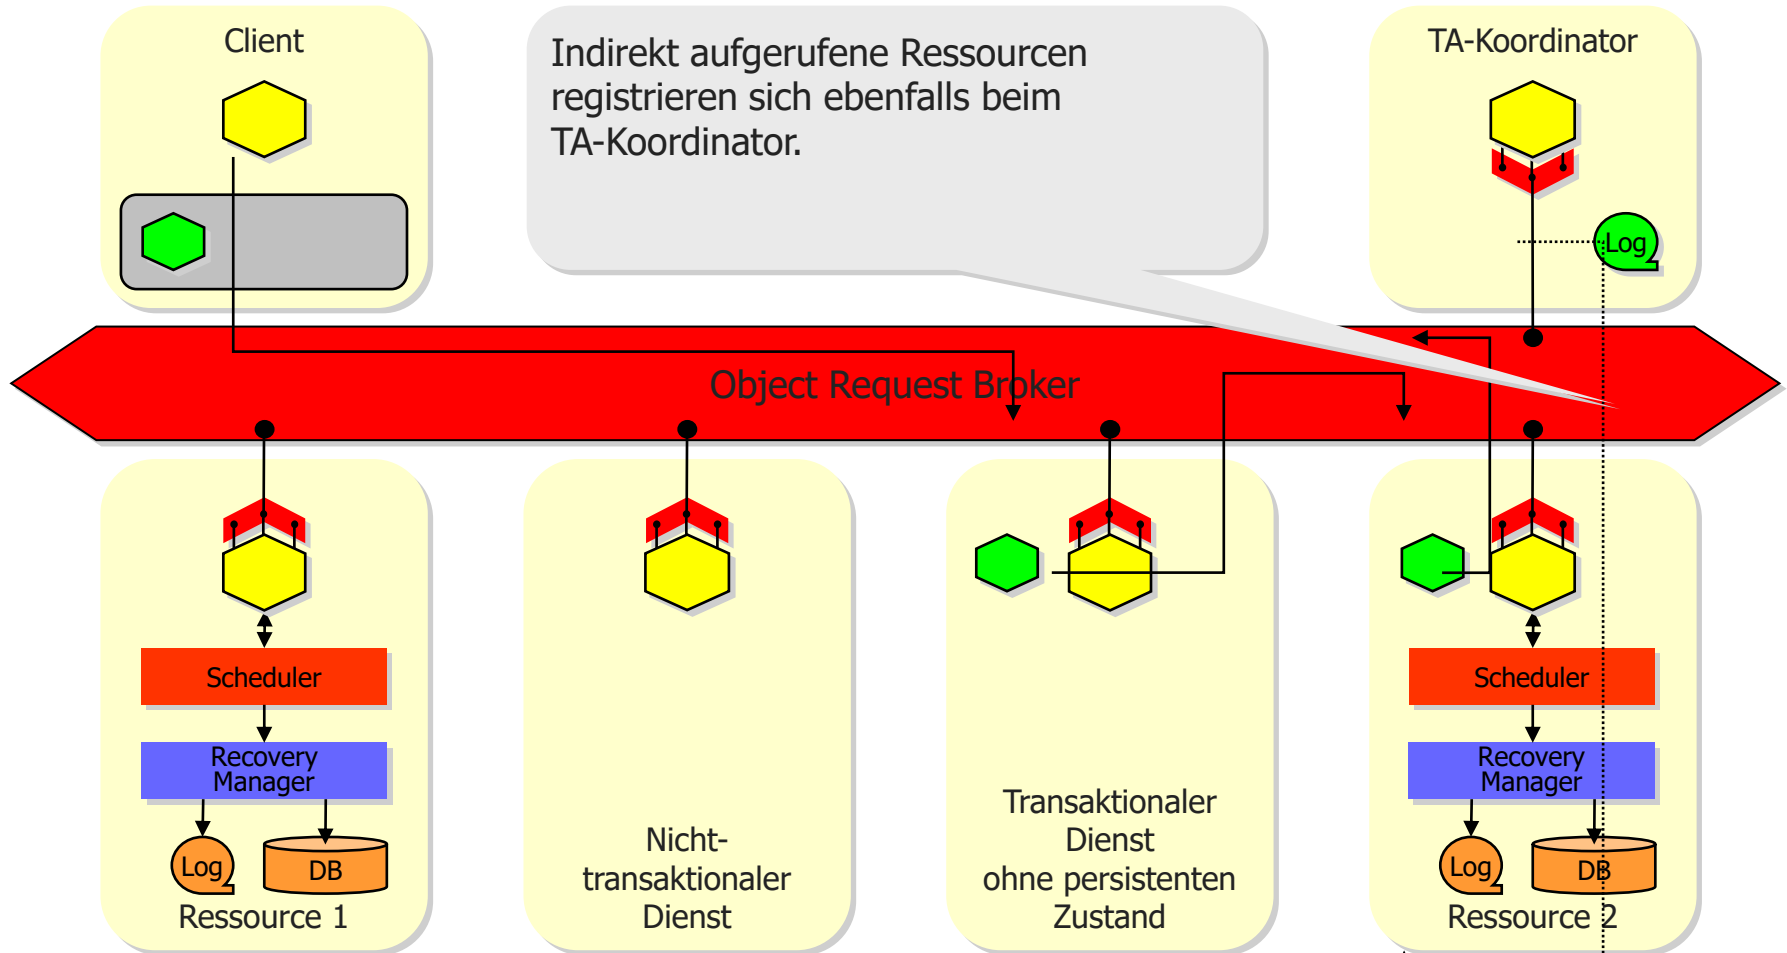 Client
Indirekt aufgerufene Ressourcen
registrieren sich ebenfalls beim
TA-Koordinator.
TA-Koordinator
Log
Object Request Broker
Scheduler
Recovery
Manager
Log
DB
Ressource 1
Nicht-
transaktionaler
Dienst
Transaktionaler
Dienst
ohne persistenten
Zustand
Scheduler
Recovery
Manager
Log
DB
Ressource 2